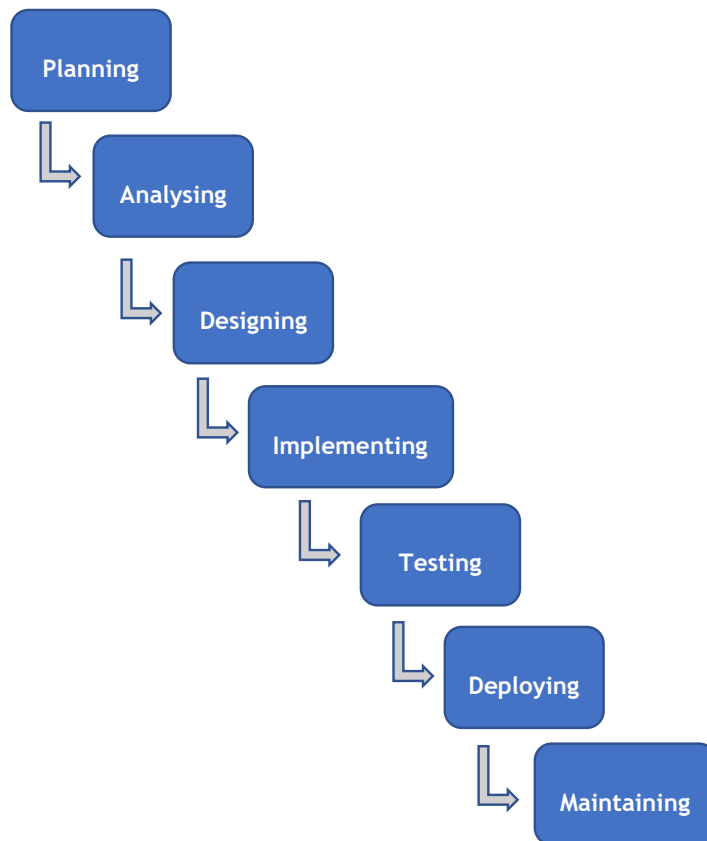 Planning
Analysing
Designing
Implementing
Testing
Deploying
Maintaining